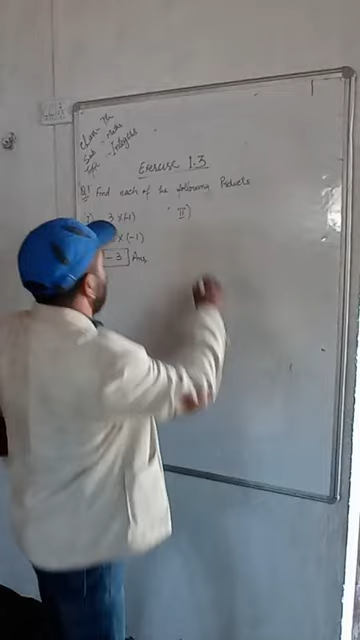 Class- 7th
Sub - Maths
Topic - Integers
Exercise 1.3
Q1 Find each of the following Products
I) 3 × (-1)
II)
× (-1)
-3 Ans